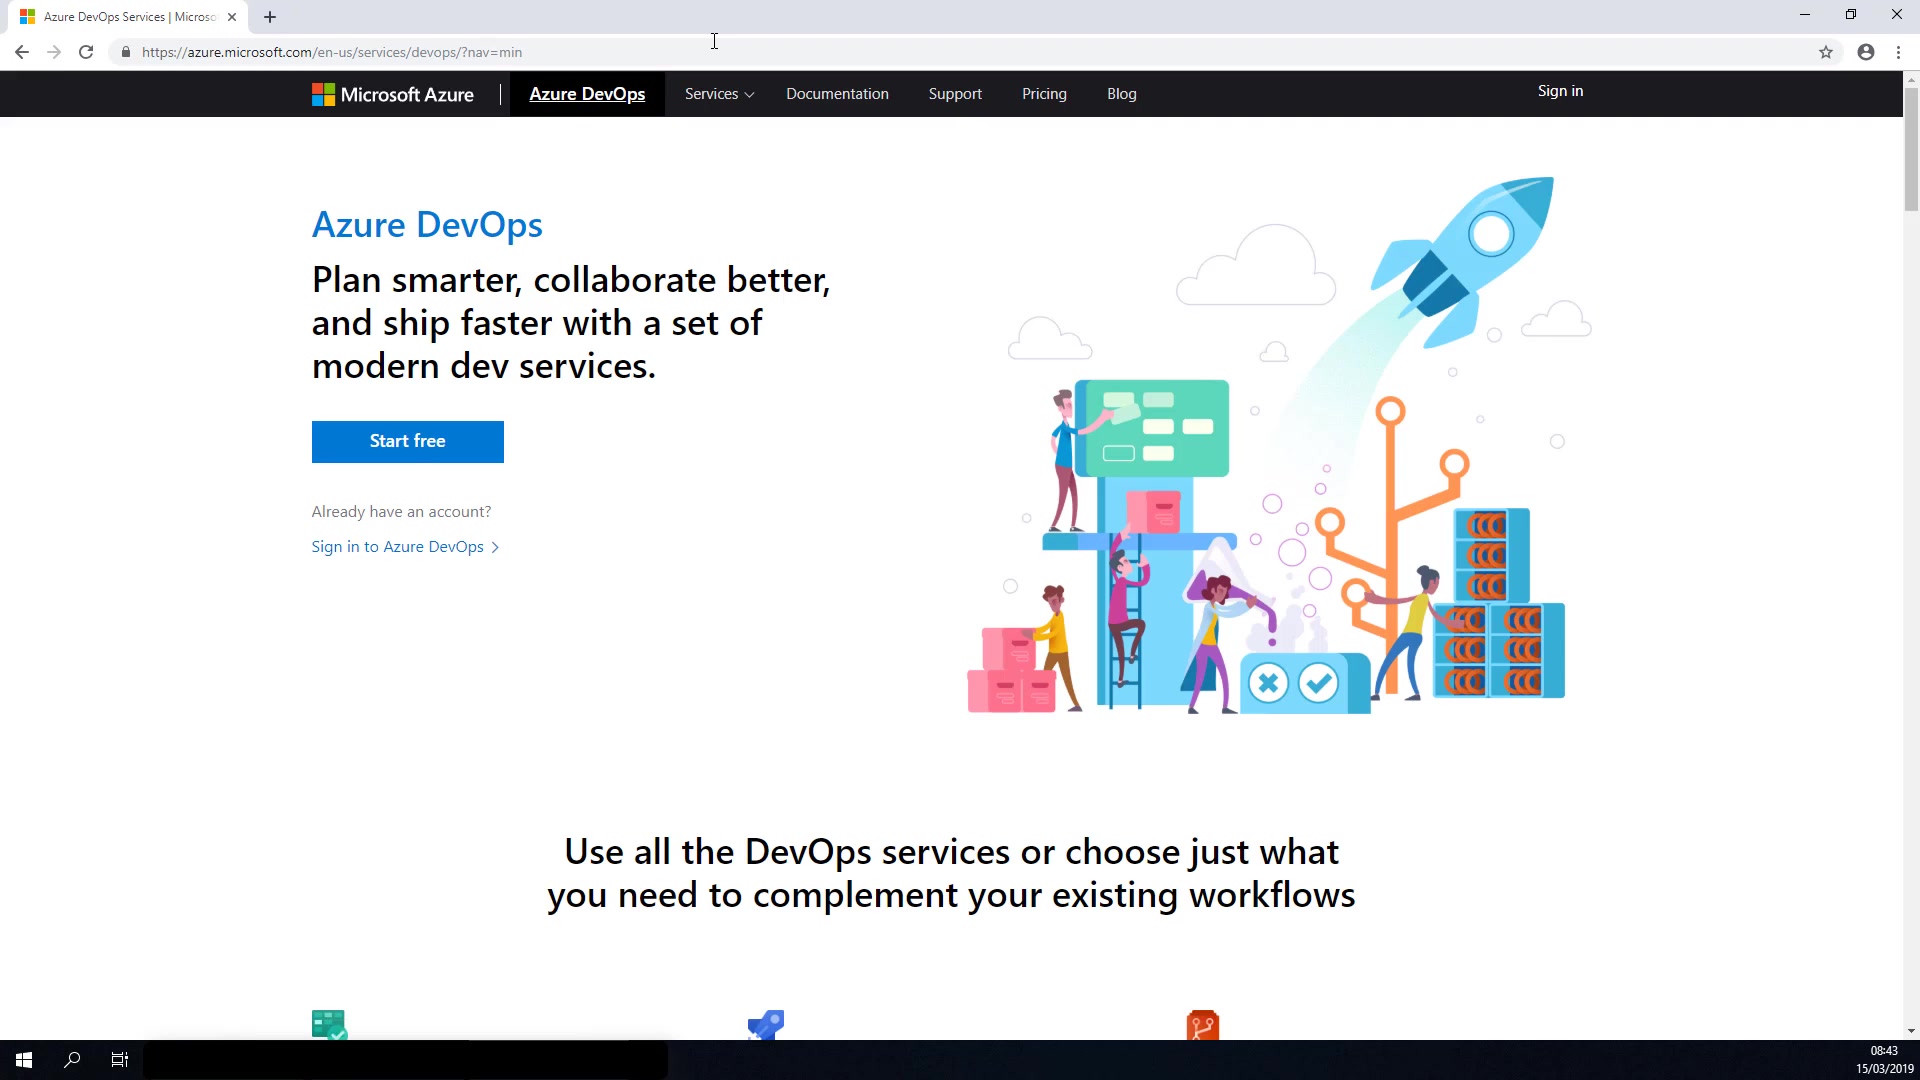 Azure DevOps Services | Microso
https://azure.microsoft.com/en-us/services/devops/?nav=min
Microsoft Azure
Azure DevOps
Services
Documentation
Support
Pricing
Blog
Sign in
Azure DevOps
Plan smarter, collaborate better,
and ship faster with a set of
modern dev services.
Start free
Already have an account?
Sign in to Azure DevOps
Use all the DevOps services or choose just what
you need to complement your existing workflows
08:43
15/03/2019